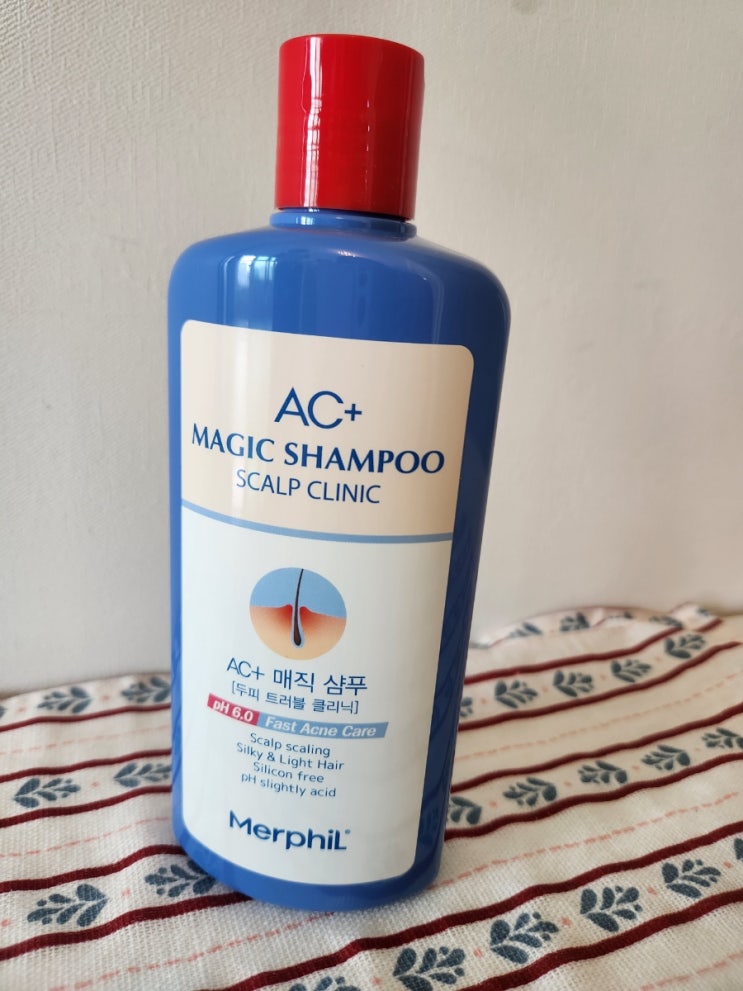 AC+
MAGIC SHAMPOO
SCALP CLINIC
AC+ 매직 샴푸
[두피 트러블 클리닉]
pH 6.0 Fast Acne Care
Scalp scaling
Silky & Light Hair
Silicon free
pH slightly acid
Merphil®